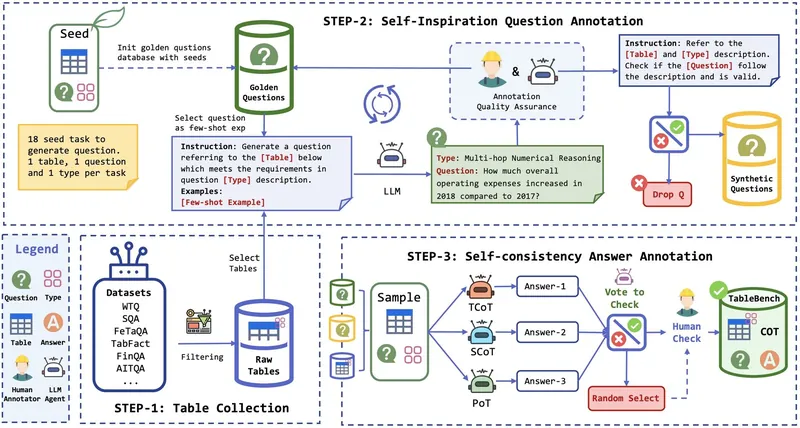 STEP-2: Self-Inspiration Question Annotation
Seed
Init golden qustions
database with seeds
Golden
Questions
18 seed task to
generate question.
1 table, 1 question
and 1 type per task
Select question
as few-shot exp
Instruction: Generate a question
referring to the [Table] below
which meets the requirements in
question [Type] description.
Examples:
[Few-shot Example]
LLM
&
Annotation
Quality Assurance
Type: Multi-hop Numerical Reasoning
Question: How much overall
operating expenses increased in
2018 compared to 2017?
Instruction: Refer to the
[Table] and [Type] description.
Check if the [Question] follow
the description and is valid.
Drop Q
Synthetic
Questions
Legend
Question
Type
Table
Answer
Human
Annotator
LLM
Agent
Datasets
WTQ
SQA
FeTaQA
TabFact
FinQA
AITQA
...
Filtering
Select
Tables
Raw
Tables
STEP-1: Table Collection
STEP-3: Self-consistency Answer Annotation
Sample
TCoT
SCoT
PoT
Answer-1
Answer-2
Answer-3
Vote to
Check
Random Select
Human
Check
TableBench
COT